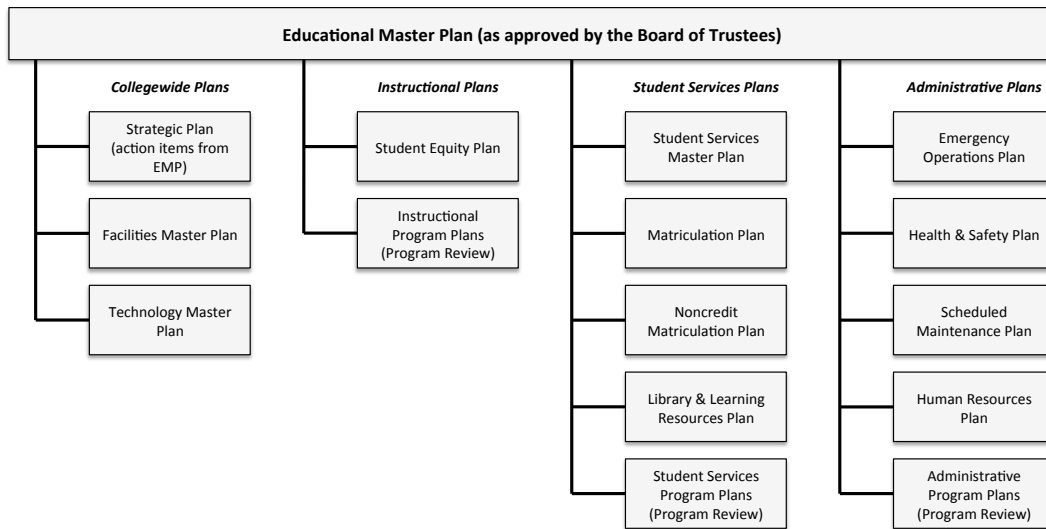 Educational Master Plan (as approved by the Board of Trustees)
Collegewide Plans
Strategic Plan
(action items from
EMP)
Facilities Master Plan
Technology Master
Plan
Instructional Plans
Student Equity Plan
Instructional
Program Plans
(Program Review)
Student Services Plans
Student Services
Master Plan
Matriculation Plan
Noncredit
Matriculation Plan
Library & Learning
Resources Plan
Student Services
Program Plans
(Program Review)
Administrative Plans
Emergency
Operations Plan
Health & Safety Plan
Scheduled
Maintenance Plan
Human Resources
Plan
Administrative
Program Plans
(Program Review)